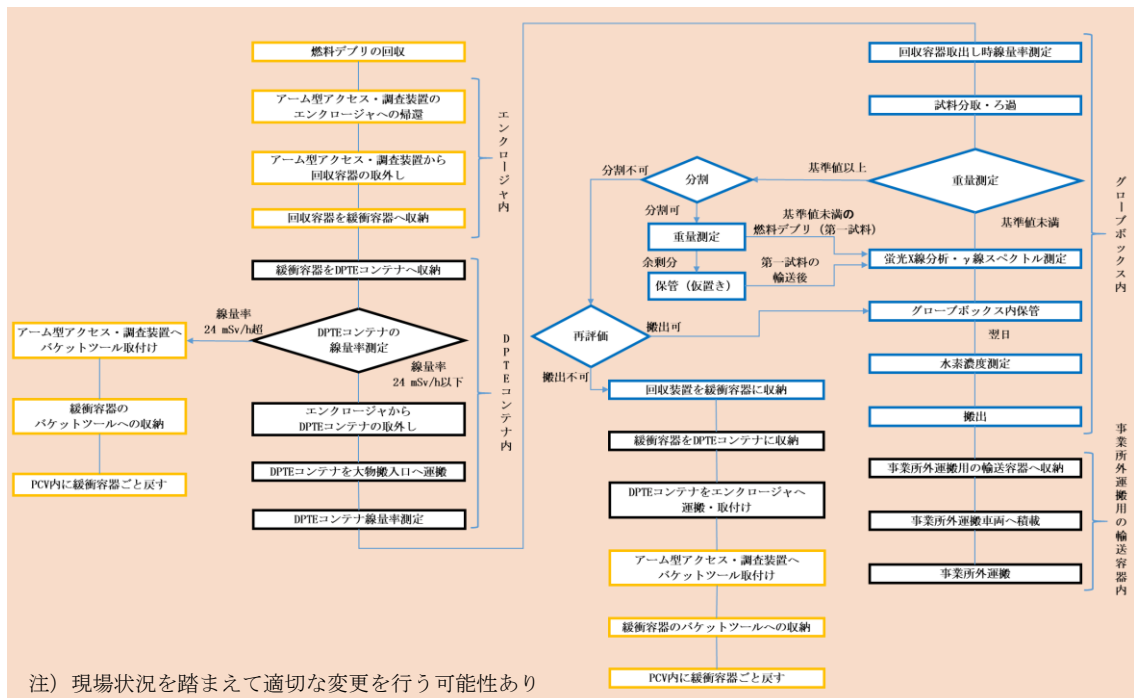 燃料デブリの回収
アーム型アクセス・調査装置の
エンクロージャへの帰還
アーム型アクセス・調査装置から
回収容器の取外し
回収容器を緩衝容器へ収納
エンクロージャ内
緩衝容器をDPTEコンテナへ収納
線量率
24 mSv/h超
DPTEコンテナの
線量率測定
線量率
24 mSv/h以下
アーム型アクセス・調査装置へ
バケットツール取付け
緩衝容器の
バケットツールへの収納
PCV内に緩衝容器ごと戻す
エンクロージャから
DPTEコンテナの取外し
DPTEコンテナを大物搬入口へ運搬
DPTEコンテナ線量率測定
DPTEコンテナ内
回収容器取出し時線量率測定
試料分取・ろ過
重量測定
基準値以上
基準値未満
分割
分割不可
分割可
重量測定
基準値未満の
燃料デブリ（第一試料）
余剰分
保管（仮置き）
第一試料の
輸送後
蛍光X線分析・γ線スペクトル測定
再評価
搬出可
搬出不可
グローブボックス内保管
翌日
水素濃度測定
搬出
グローブボックス内
回収装置を緩衝容器に収納
緩衝容器をDPTEコンテナに収納
DPTEコンテナをエンクロージャへ
運搬・取付け
アーム型アクセス・調査装置へ
バケットツール取付け
緩衝容器のバケットツールへの収納
PCV内に緩衝容器ごと戻す
事業所外運搬用の輸送容器へ収納
事業所外運搬車両へ積載
事業所外運搬
事業所外運搬用の輸送容器内
注）現場状況を踏まえて適切な変更を行う可能性あり